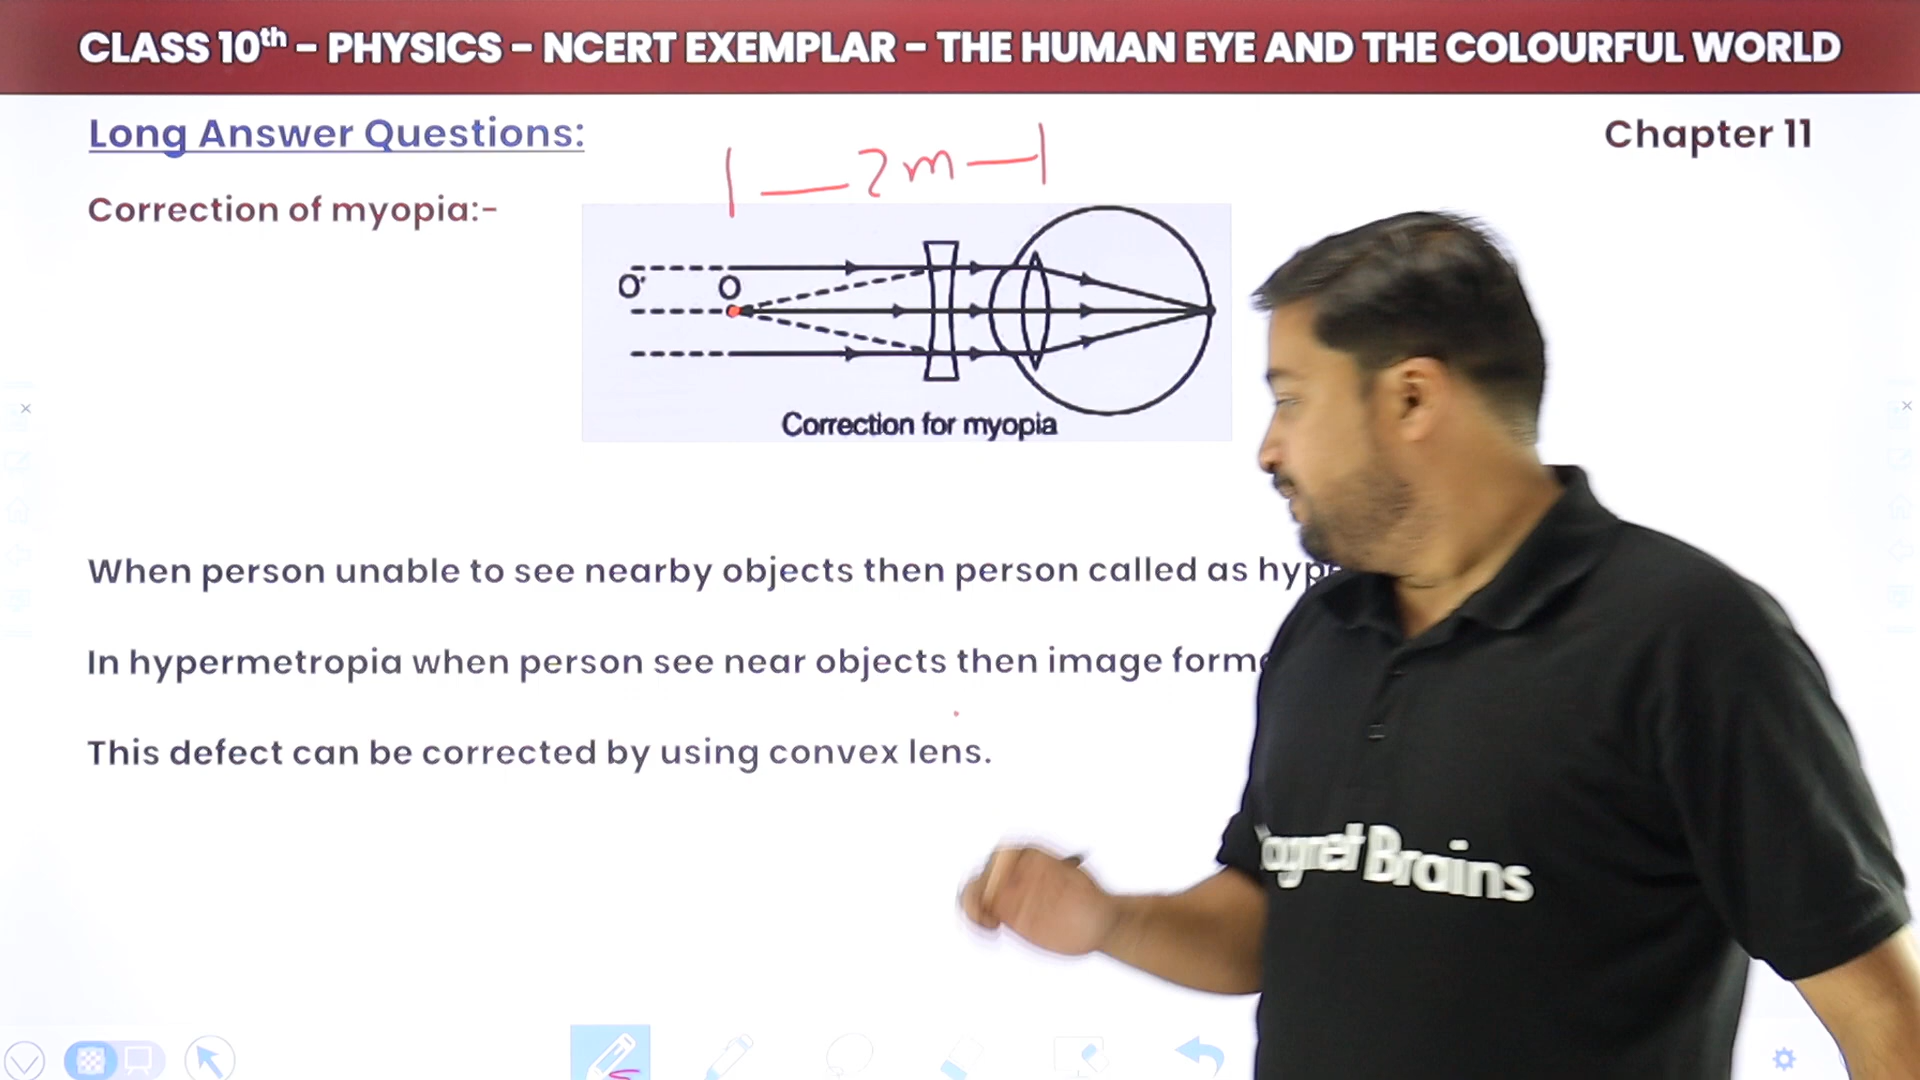 CLASS 10th – PHYSICS – NCERT EXEMPLAR – THE HUMAN EYE AND THE COLOURFUL WORLD
Long Answer Questions:
Chapter 11
2m
Correction of myopia:-
O' O
Correction for myopia
When person unable to see nearby objects then person called as
In hypermetropia when person see near objects then image
This defect can be corrected by using convex lens.
Brains